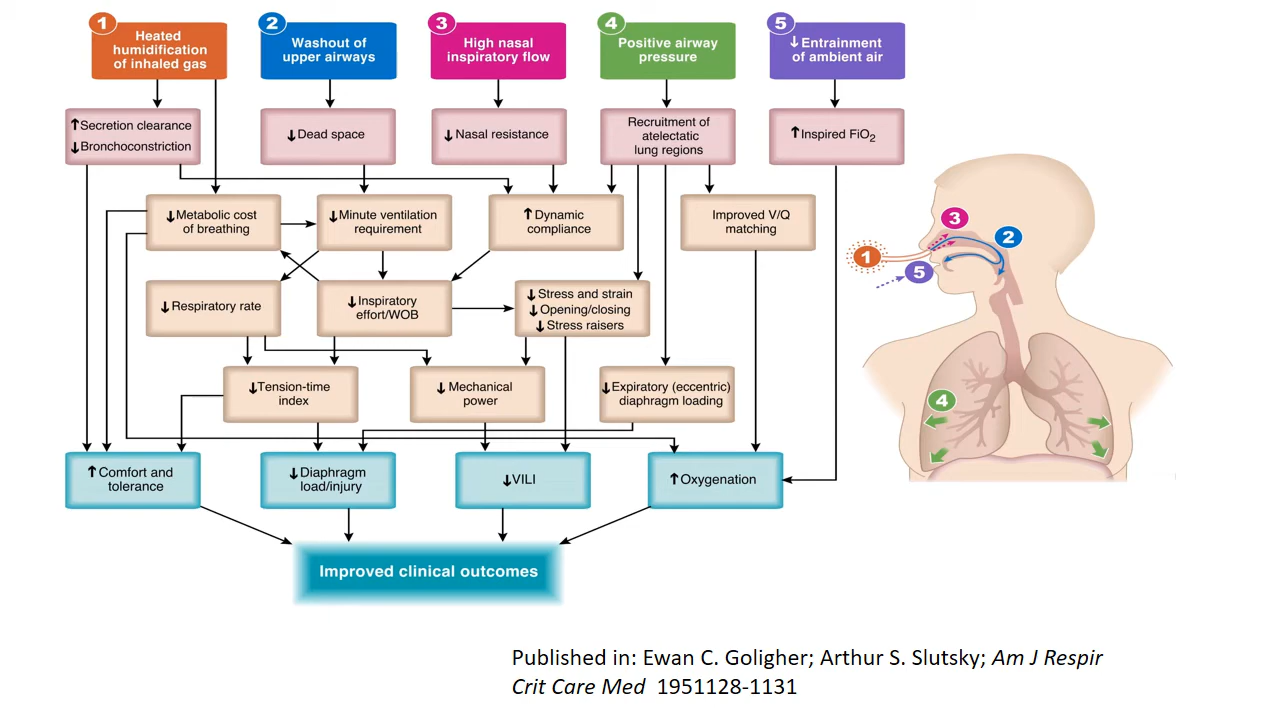 1
Heated
humidification
of inhaled gas
2
Washout of
upper airways
3
High nasal
inspiratory flow
4
Positive airway
pressure
5
↓Entrainment
of ambient air
↑Secretion clearance
↓Bronchoconstriction
↓Dead space
↓Nasal resistance
Recruitment of
atelectatic
lung regions
↑Inspired FiO₂
↓Metabolic cost
of breathing
↓Minute ventilation
requirement
↑Dynamic
compliance
Improved V/Q
matching
↓Respiratory rate
↓Inspiratory
effort/WOB
↓Stress and strain
↓Opening/closing
↓Stress raisers
↓Tension-time
index
↓Mechanical
power
↓Expiratory (eccentric)
diaphragm loading
↑Comfort and
tolerance
↓Diaphragm
load/injury
↓VILI
↑Oxygenation
Improved clinical outcomes
3
2
1
5
4
Published in: Ewan C. Goligher; Arthur S. Slutsky; Am J Respir
Crit Care Med 1951128-1131